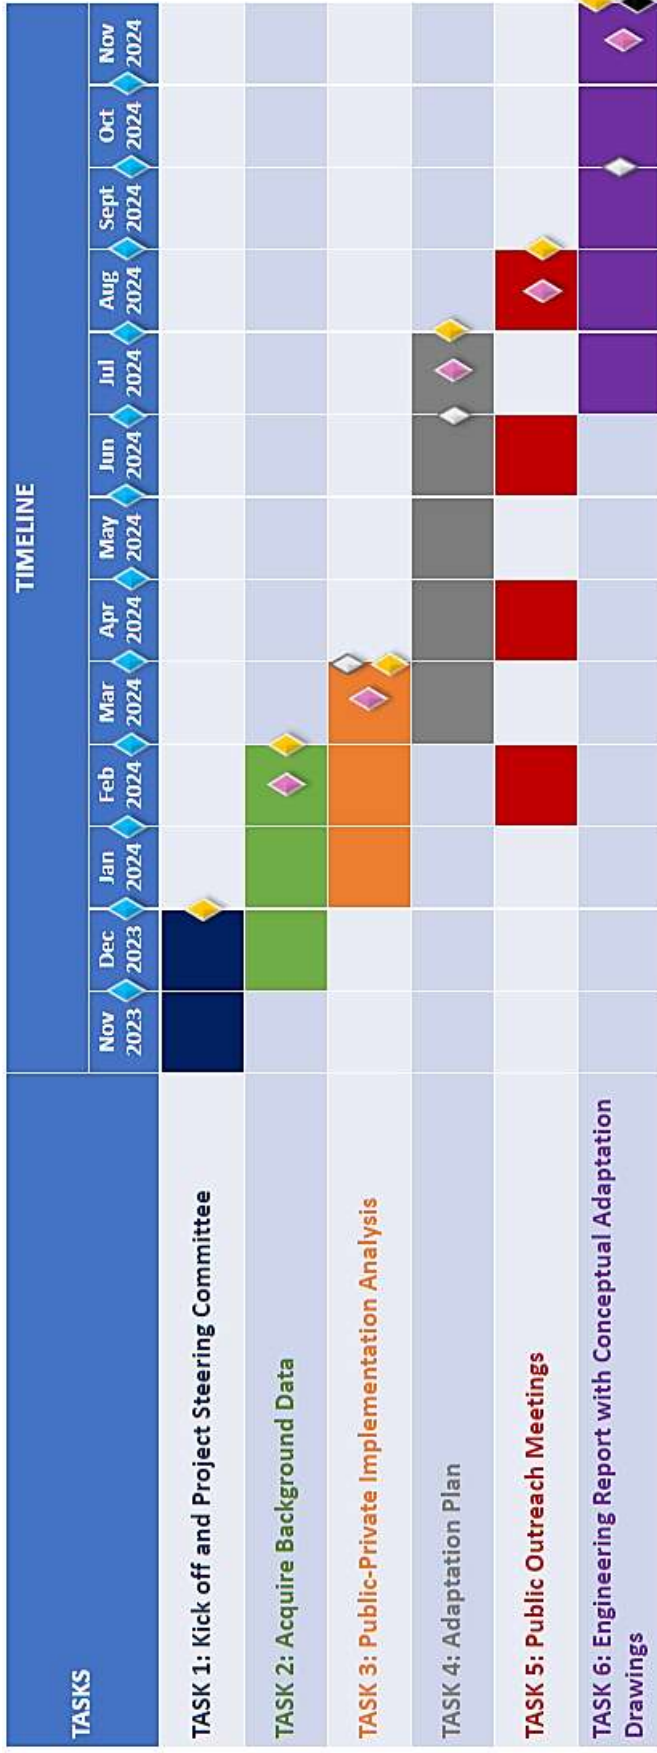 TASKS
TIMELINE
Nov
2023
Dec
2023
Jan
2024
Feb
2024
Mar
2024
Apr
2024
May
2024
Jun
2024
Jul
2024
Aug
2024
Sept
2024
Oct
2024
Nov
2024
TASK 1: Kick off and Project Steering Committee
TASK 2: Acquire Background Data
TASK 3: Public-Private Implementation Analysis
TASK 4: Adaptation Plan
TASK 5: Public Outreach Meetings
TASK 6: Engineering Report with Conceptual Adaptation
Drawings